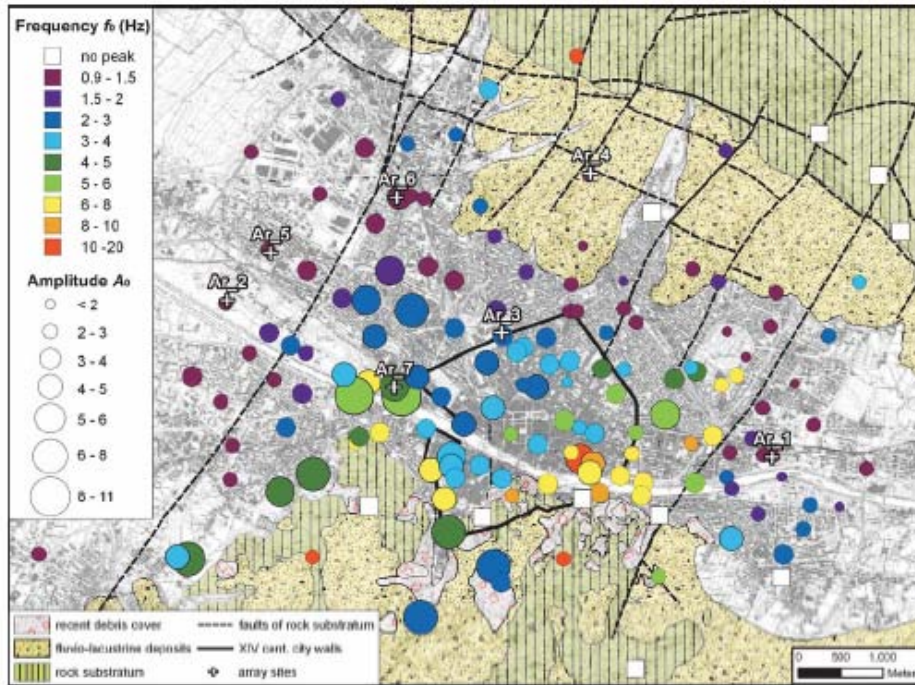 Frequency f₀ (Hz)
no peak
0.9 - 1.5
1.5 - 2
2 - 3
3 - 4
4 - 5
5 - 6
6 - 8
8 - 10
10 -20
Amplitude A₀
< 2
2 - 3
3 - 4
4 - 5
5 - 6
6 - 8
8 - 11
Ar_4
Ar_6
Ar_5
Ar_2
Ar_3
Ar_7
Ar_1
recent debris cover
fluvio-lacustrine deposits
rock substratum
faults of rock substratum
XIV cent. city walls
array sites
0 500 1,000
Meters